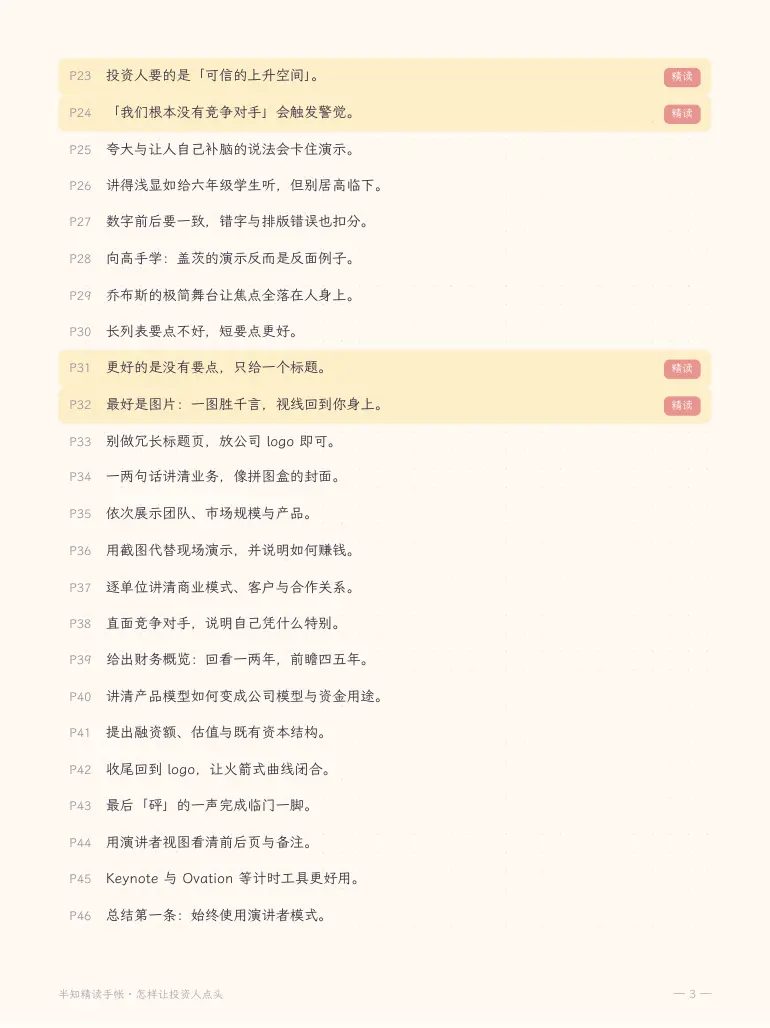 P23 投资人要的是「可信的上升空间」。 精读
P24 「我们根本没有竞争对手」会触发警觉。 精读
P25 夸大与让人自己补脑的说法会卡住演示。
P26 讲得浅显如给六年级学生听，但别居高临下。
P27 数字前后要一致，错字与排版错误也扣分。
P28 向高手学：盖茨的演示反而是反面例子。
P29 乔布斯的极简舞台让焦点全落在人身上。
P30 长列表要点不好，短要点更好。
P31 更好的是没有要点，只给一个标题。 精读
P32 最好是图片：一图胜千言，视线回到你身上。 精读
P33 别做冗长标题页，放公司 logo 即可。
P34 一两句话讲清业务，像拼图盒的封面。
P35 依次展示团队、市场规模与产品。
P36 用截图代替现场演示，并说明如何赚钱。
P37 逐单位讲清商业模式、客户与合作关系。
P38 直面竞争对手，说明自己凭什么特别。
P39 给出财务概览：回看一两年，前瞻四五年。
P40 讲清产品模型如何变成公司模型与资金用途。
P41 提出融资额、估值与既有资本结构。
P42 收尾回到 logo，让火箭式曲线闭合。
P43 最后「砰」的一声完成临门一脚。
P44 用演讲者视图看清前后页与备注。
P45 Keynote 与 Ovation 等计时工具更好用。
P46 总结第一条：始终使用演讲者模式。
半知精读手帐·怎样让投资人点头 — 3 —